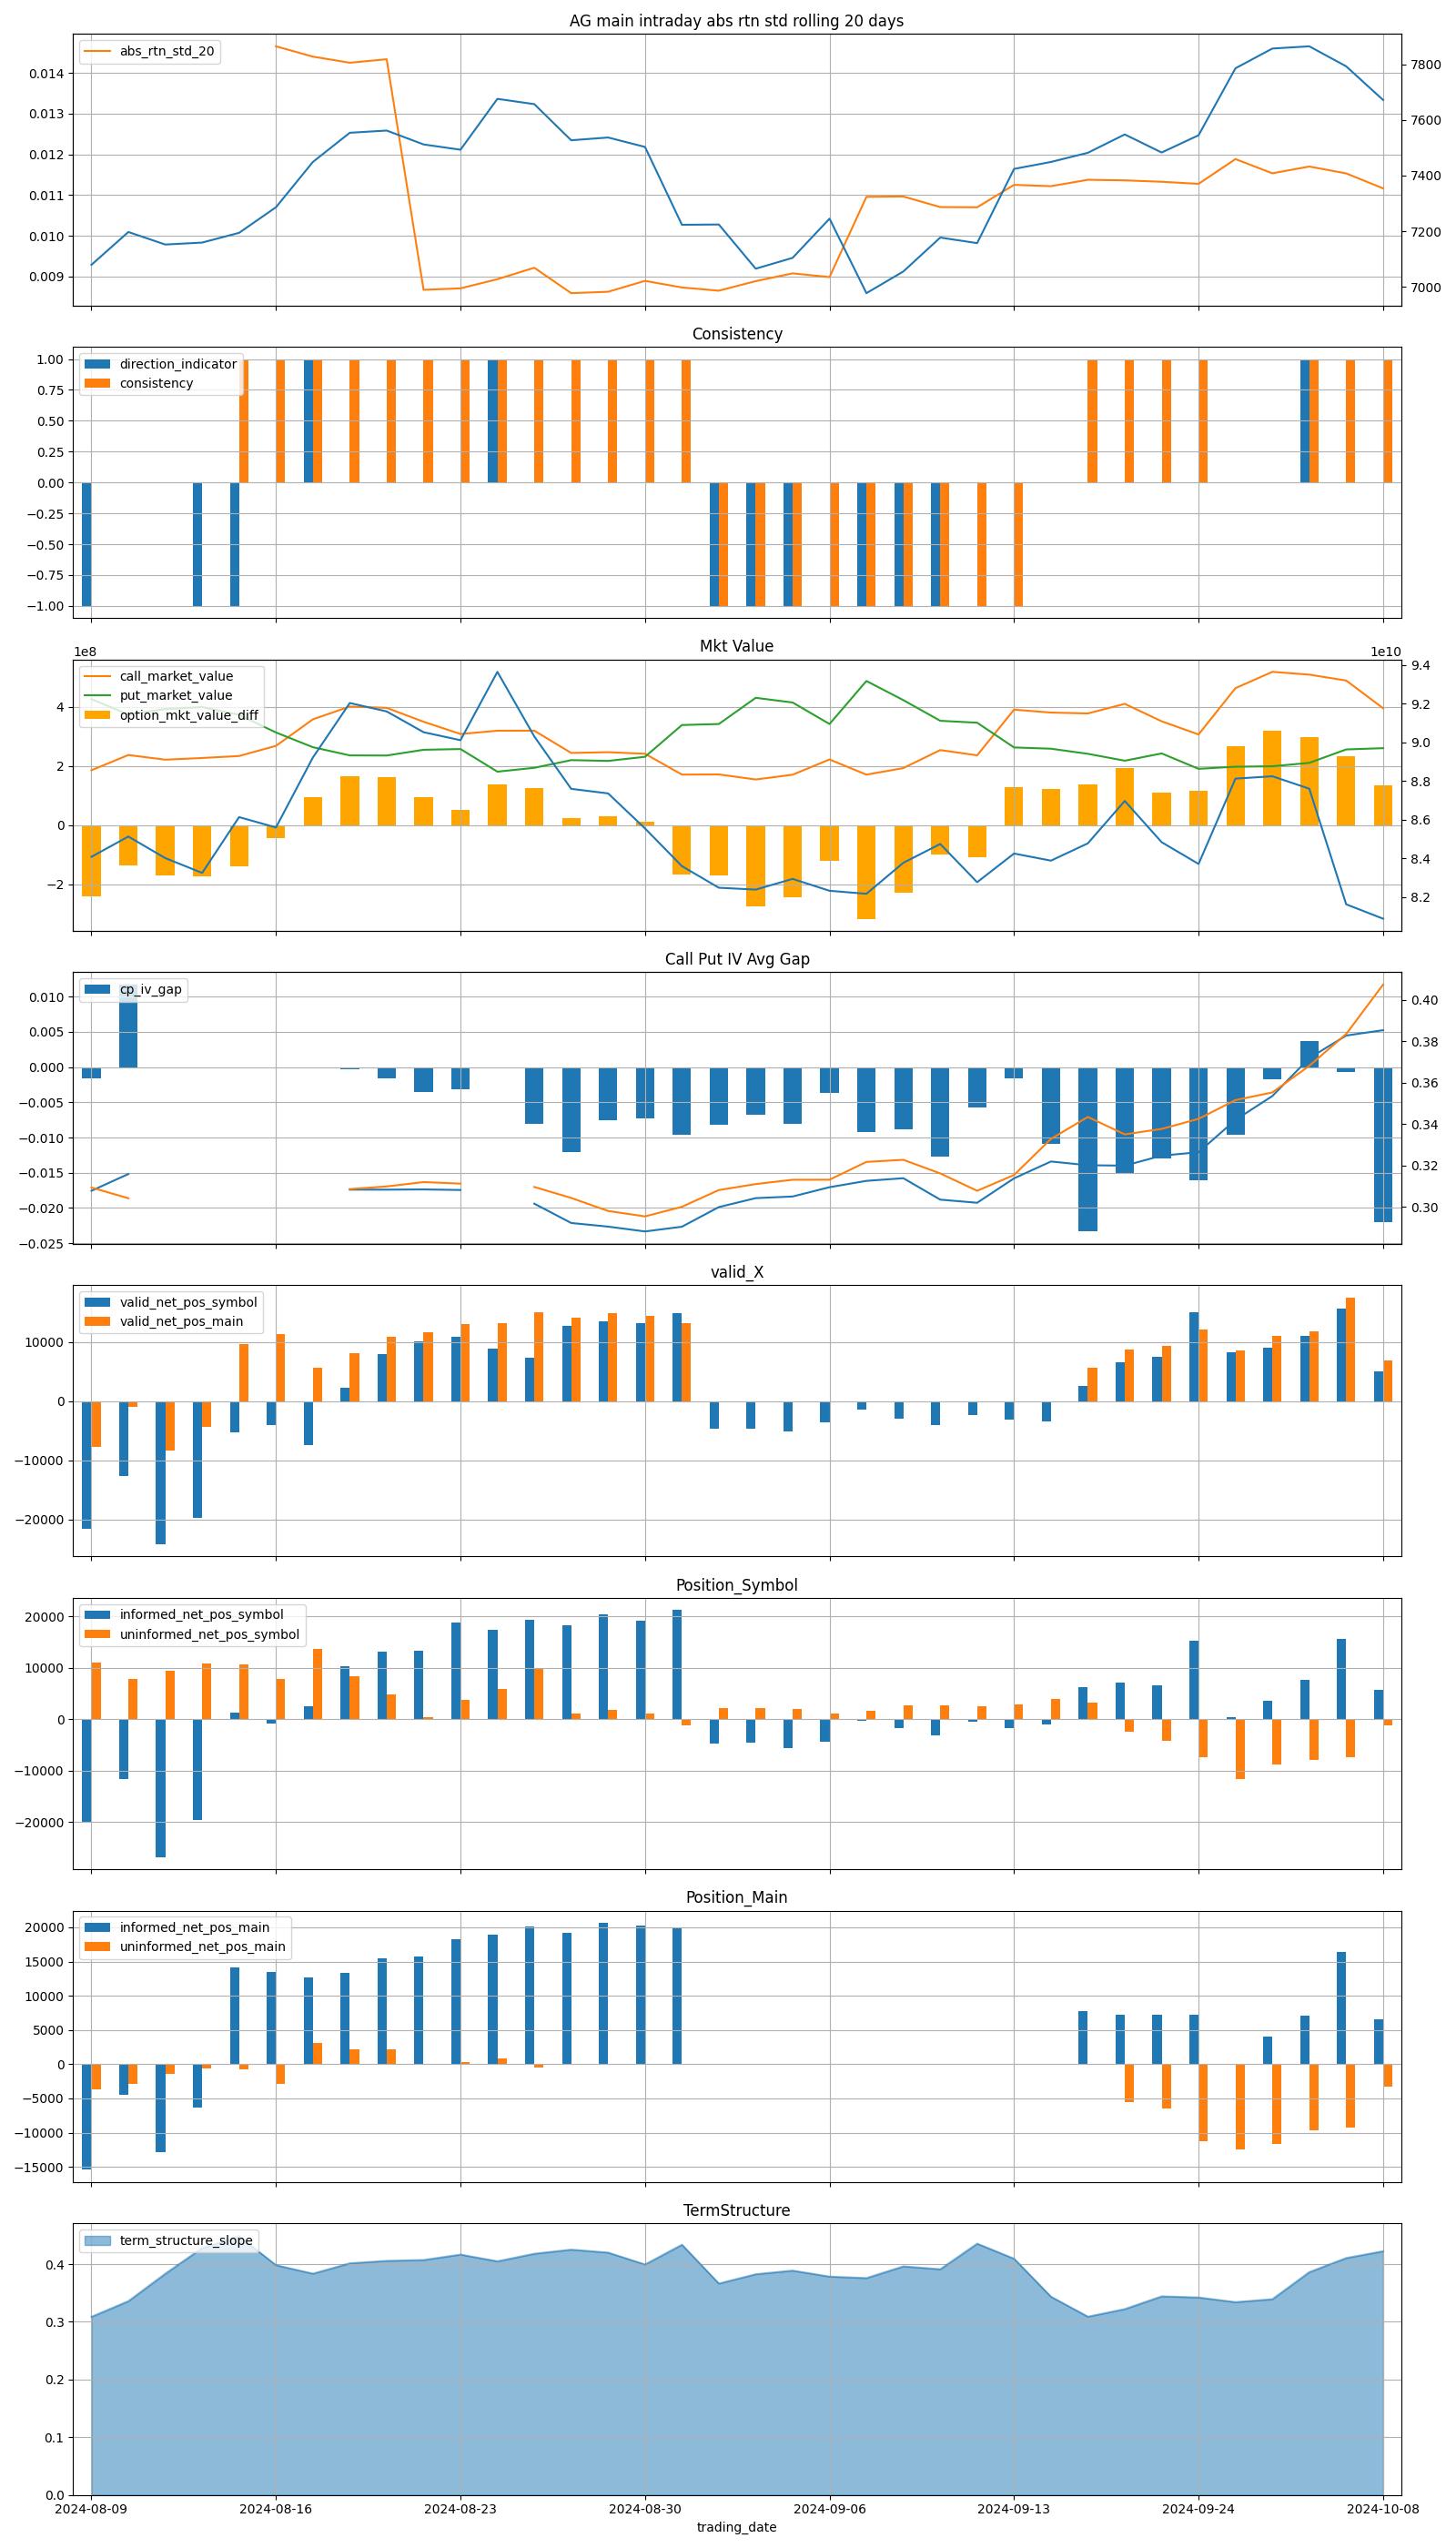 AG main intraday abs rtn std rolling 20 days
abs_rtn_std_20
0.014
0.013
0.012
0.011
0.010
0.009
7800
7600
7400
7200
7000
Consistency
direction_indicator
consistency
1.00
0.75
0.50
0.25
0.00
−0.25
−0.50
−0.75
−1.00
Mkt Value
1e8
1e10
call_market_value
put_market_value
option_mkt_value_diff
4
2
0
−2
9.4
9.2
9.0
8.8
8.6
8.4
8.2
Call Put IV Avg Gap
cp_iv_gap
0.010
0.005
0.000
−0.005
−0.010
−0.015
−0.020
−0.025
0.40
0.38
0.36
0.34
0.32
0.30
valid_X
valid_net_pos_symbol
valid_net_pos_main
10000
0
−10000
−20000
Position_Symbol
informed_net_pos_symbol
uninformed_net_pos_symbol
20000
10000
0
−10000
−20000
Position_Main
informed_net_pos_main
uninformed_net_pos_main
20000
15000
10000
5000
0
−5000
−10000
−15000
TermStructure
term_structure_slope
0.4
0.3
0.2
0.1
0.0
2024-08-09 2024-08-16 2024-08-23 2024-08-30 2024-09-06 2024-09-13 2024-09-24 2024-10-08
trading_date